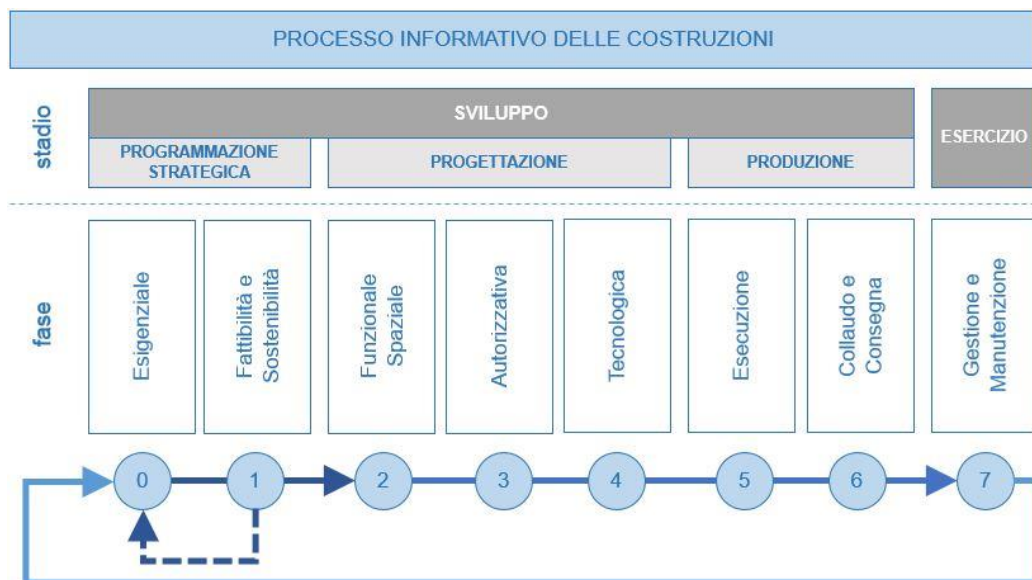 PROCESSO INFORMATIVO DELLE COSTRUZIONI
stadio
SVILUPPO
ESERCIZIO
PROGRAMMAZIONE
STRATEGICA
PROGETTAZIONE
PRODUZIONE
fase
Esigenziale
Fattibilità e
Sostenibilità
Funzionale
Spaziale
Autorizzativa
Tecnologica
Esecuzione
Collaudo e
Consegna
Gestione e
Manutenzione
0
1
2
3
4
5
6
7